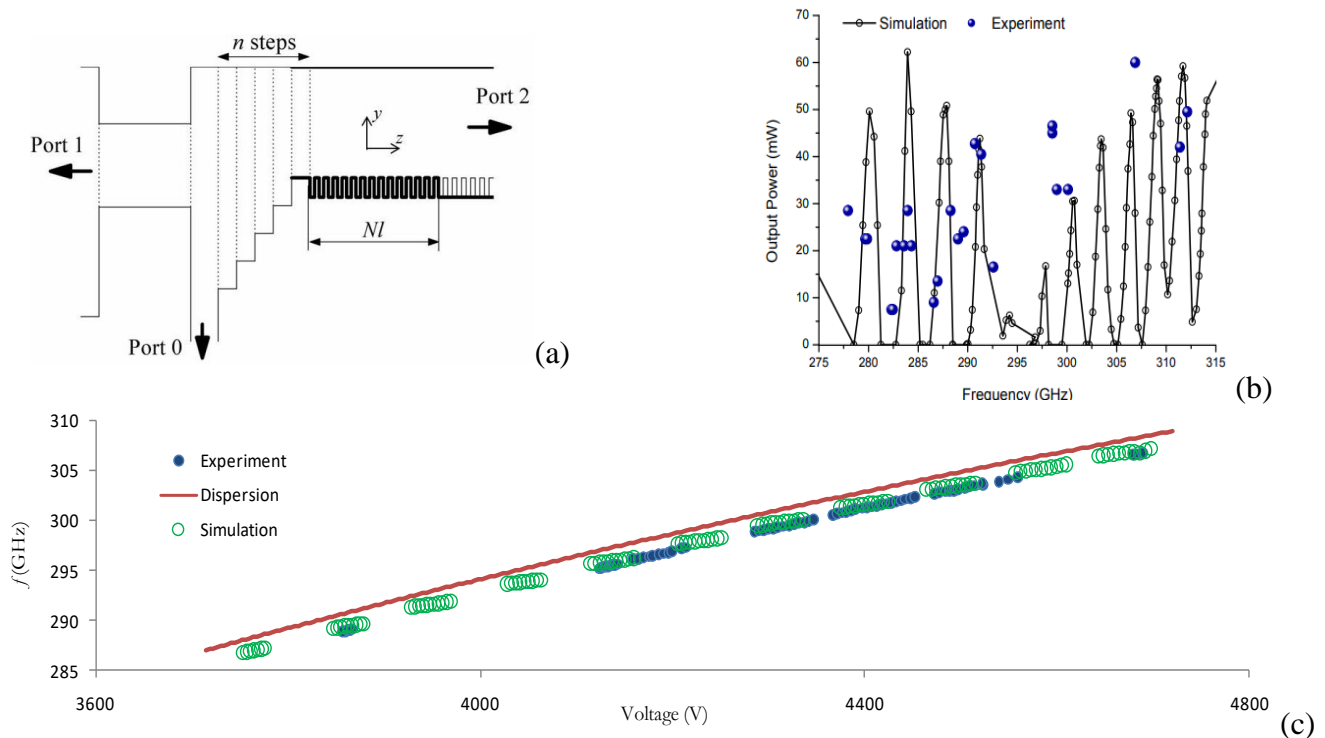 n steps
Port 2
y
z
Port 1
Nl
Port 0
(a)
Simulation Experiment
70
60
50
40
30
20
10
0
Output Power (mW)
275 280 285 290 295 300 305 310 315
Frequency (GHz)
(b)
310
305
300
295
290
285
f (GHz)
Experiment
Dispersion
Simulation
3600 4000 4400 4800
Voltage (V)
(c)